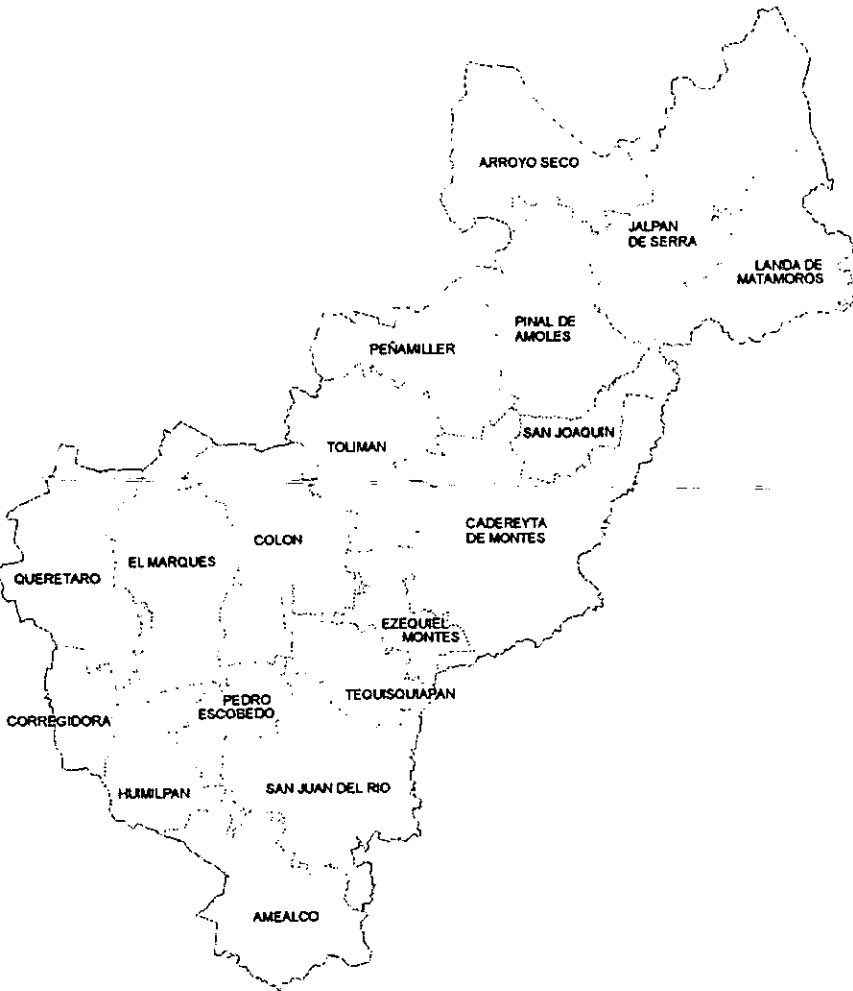 ARROYO SECO
JALPAN
DE SERRA
LANDA DE
MATAMOROS
PINAL DE
AMOLES
PEÑAMILLER
SAN JOAQUIN
TOLIMAN
CADEREYTA
DE MONTES
COLON
EL MARQUES
QUERETARO
EZEQUIEL
MONTES
TEQUISQUIAPAN
PEDRO
ESCOBEDO
CORREGIDORA
HUIMILPAN
SAN JUAN DEL RIO
AMEALCO